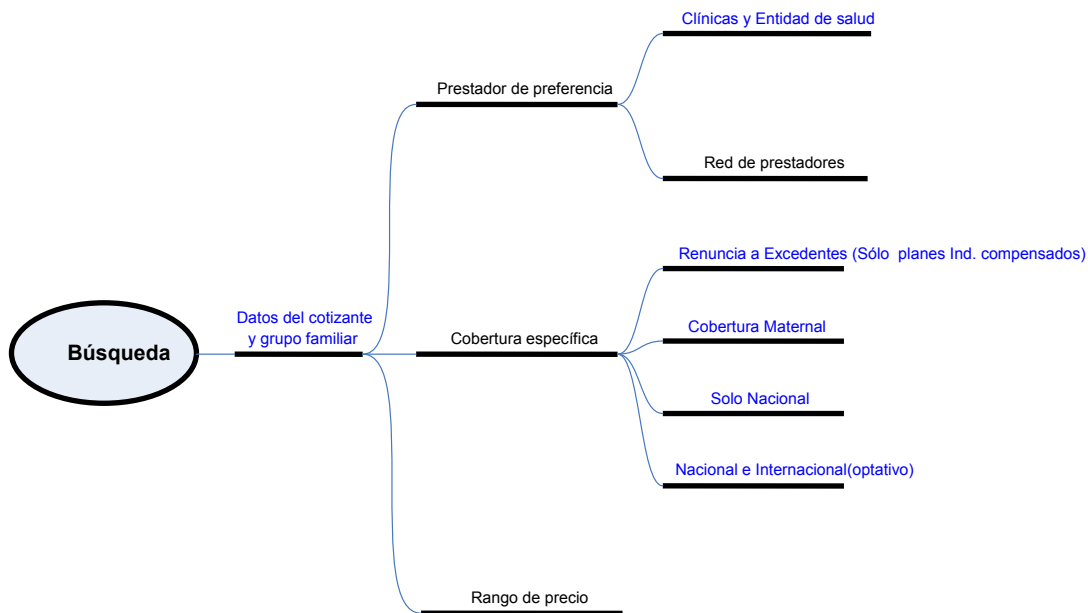 Clínicas y Entidad de salud
Prestador de preferencia
Red de prestadores
Renuncia a Excedentes (Sólo planes Ind. compensados)
Datos del cotizante
y grupo familiar
Cobertura Maternal
Búsqueda
Cobertura específica
Solo Nacional
Nacional e Internacional(optativo)
Rango de precio